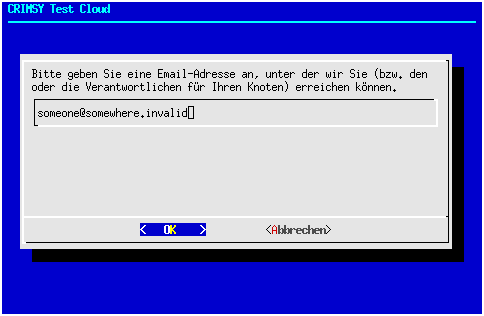 CRIMSY Test Cloud
Bitte geben Sie eine Email-Adresse an, unter der wir Sie (bzw. den
oder die Verantwortlichen für Ihren Knoten) erreichen können.
someone@somewhere.invalid
< OK > <Abbrechen>